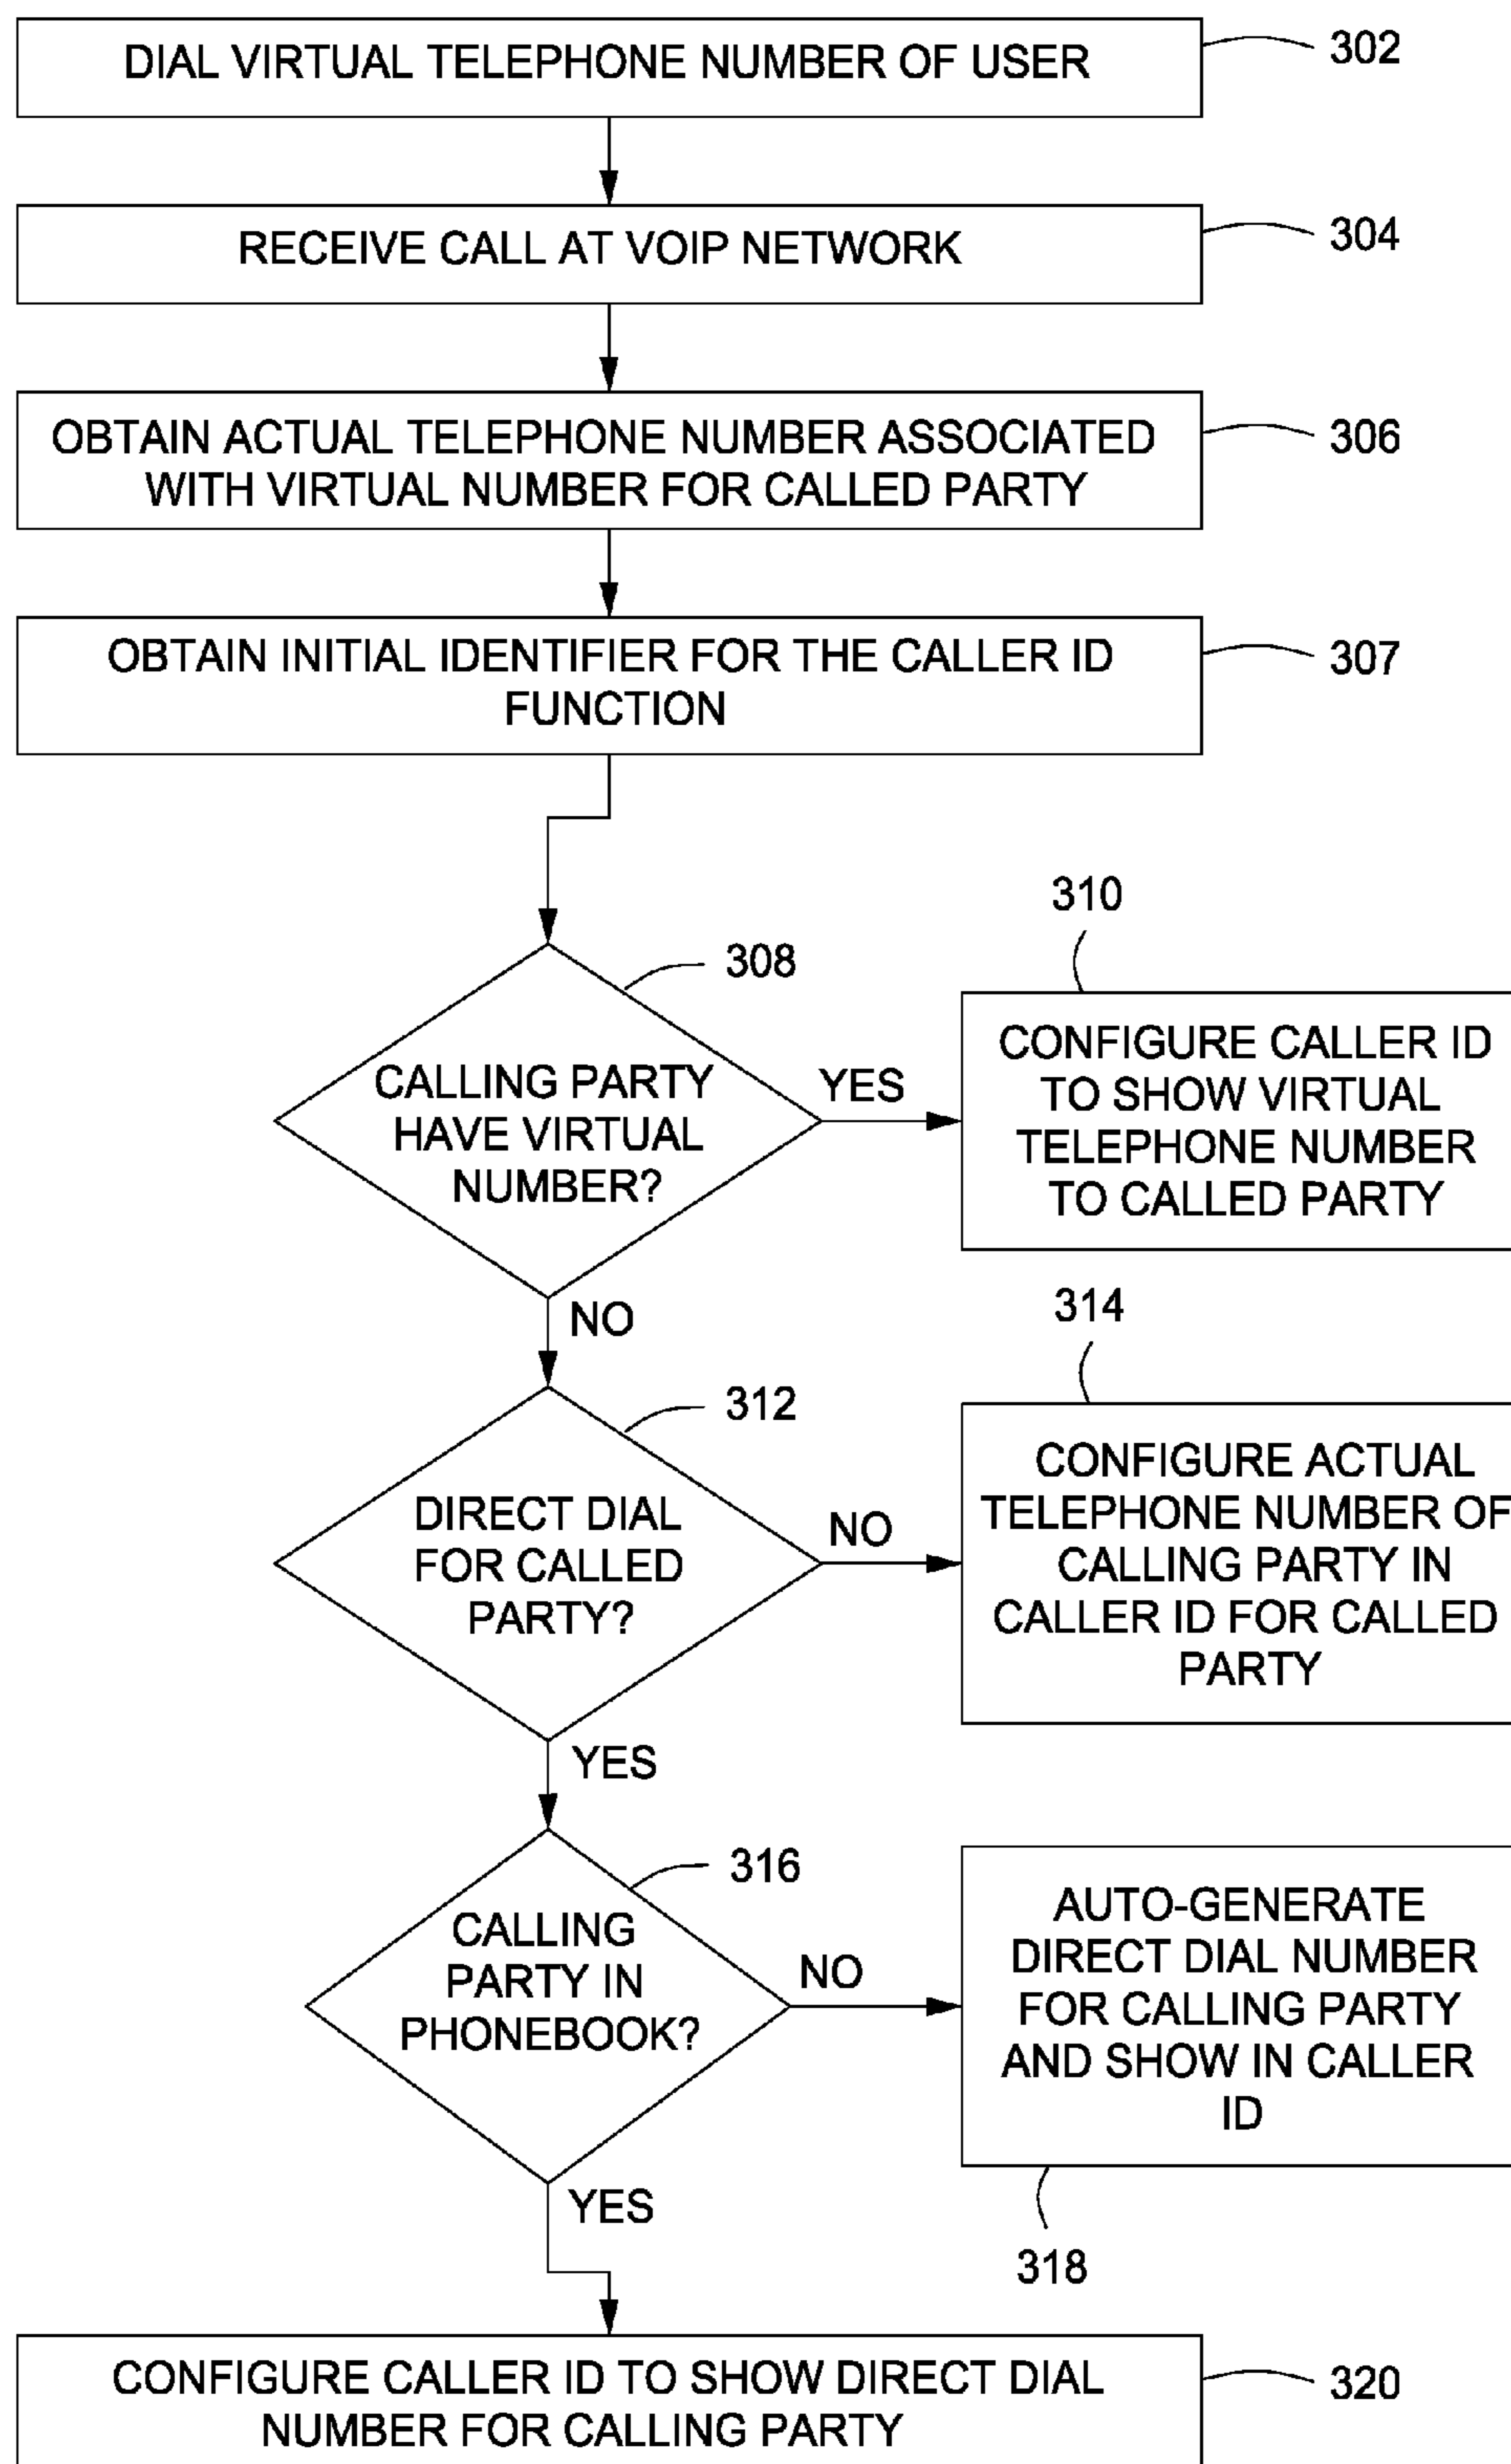 DIAL VIRTUAL TELEPHONE NUMBER OF USER
302
RECEIVE CALL AT VOIP NETWORK
304
OBTAIN ACTUAL TELEPHONE NUMBER ASSOCIATED
WITH VIRTUAL NUMBER FOR CALLED PARTY
306
OBTAIN INITIAL IDENTIFIER FOR THE CALLER ID
FUNCTION
307
308
CALLING PARTY
HAVE VIRTUAL
NUMBER?
YES
310
CONFIGURE CALLER ID
TO SHOW VIRTUAL
TELEPHONE NUMBER
TO CALLED PARTY
NO
312
DIRECT DIAL
FOR CALLED
PARTY?
NO
314
CONFIGURE ACTUAL
TELEPHONE NUMBER OF
CALLING PARTY IN
CALLER ID FOR CALLED
PARTY
YES
316
CALLING
PARTY IN
PHONEBOOK?
NO
AUTO-GENERATE
DIRECT DIAL NUMBER
FOR CALLING PARTY
AND SHOW IN CALLER
ID
318
YES
CONFIGURE CALLER ID TO SHOW DIRECT DIAL
NUMBER FOR CALLING PARTY
320